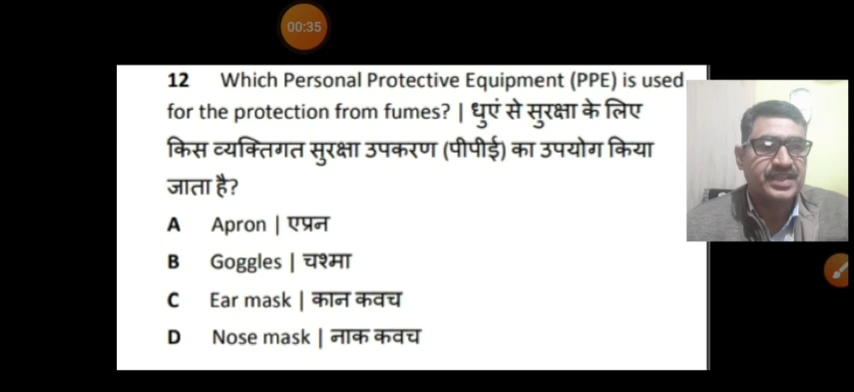 00:35
12 Which Personal Protective Equipment (PPE) is used
for the protection from fumes? | धुएं से सुरक्षा के लिए
किस व्यक्तिगत सुरक्षा उपकरण (पीपीई) का उपयोग किया
जाता है?
A Apron | एप्रन
B Goggles | चश्मा
C Ear mask | कान कवच
D Nose mask | नाक कवच